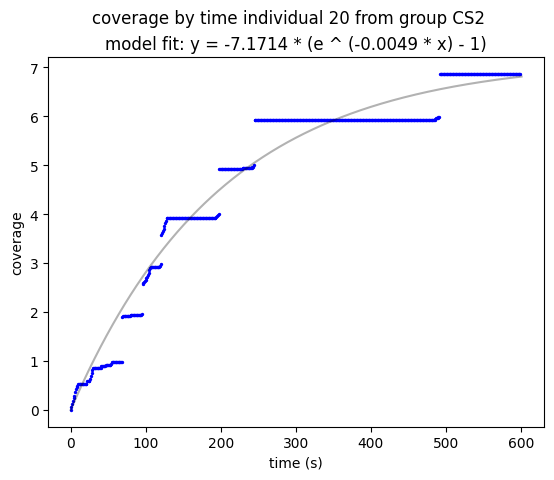 coverage by time individual 20 from group CS2
model fit: y = -7.1714 * (e ^ (-0.0049 * x) - 1)
7
6
5
4
3
2
1
0
coverage
0 100 200 300 400 500 600
time (s)